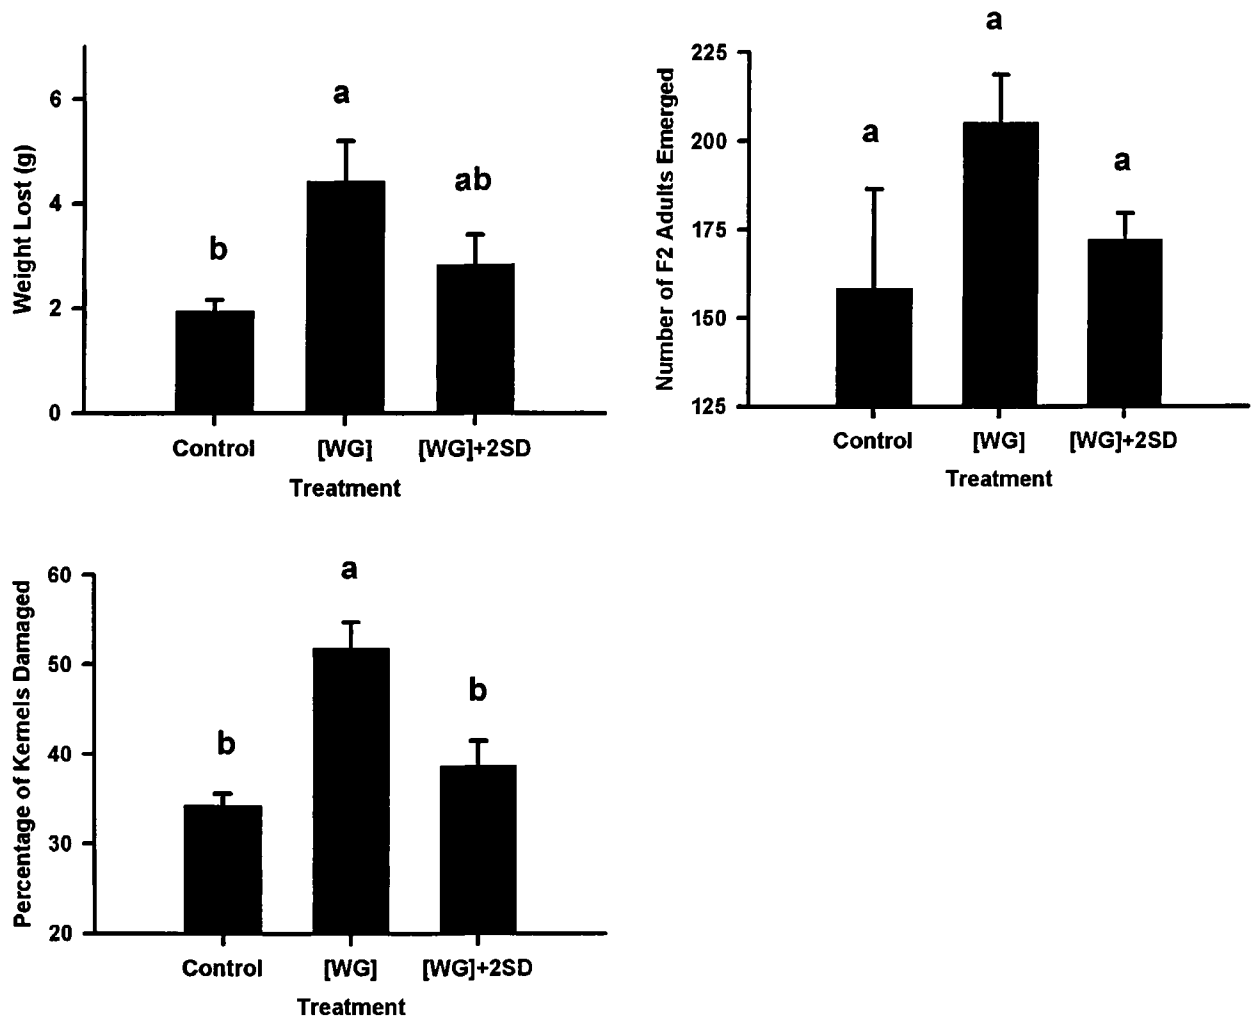 Weight Lost (g)
6
4
2
0
b
a
ab
Control
[WG]
[WG]+2SD
Treatment
Number of F2 Adults Emerged
225
200
175
150
125
a
a
a
Control
[WG]
[WG]+2SD
Treatment
Percentage of Kernels Damaged
60
50
40
30
20
b
a
b
Control
[WG]
[WG]+2SD
Treatment